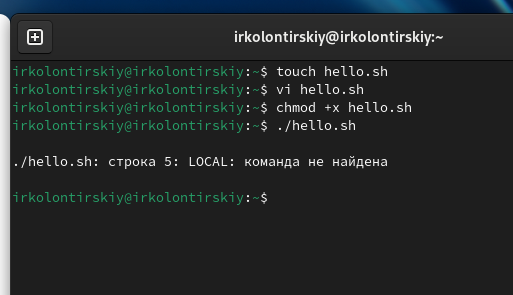 irkolontirskiy@irkolontirskiy:~
irkolontirskiy@irkolontirskiy:~$ touch hello.sh
irkolontirskiy@irkolontirskiy:~$ vi hello.sh
irkolontirskiy@irkolontirskiy:~$ chmod +x hello.sh
irkolontirskiy@irkolontirskiy:~$ ./hello.sh
./hello.sh: строка 5: LOCAL: команда не найдена
irkolontirskiy@irkolontirskiy:~$